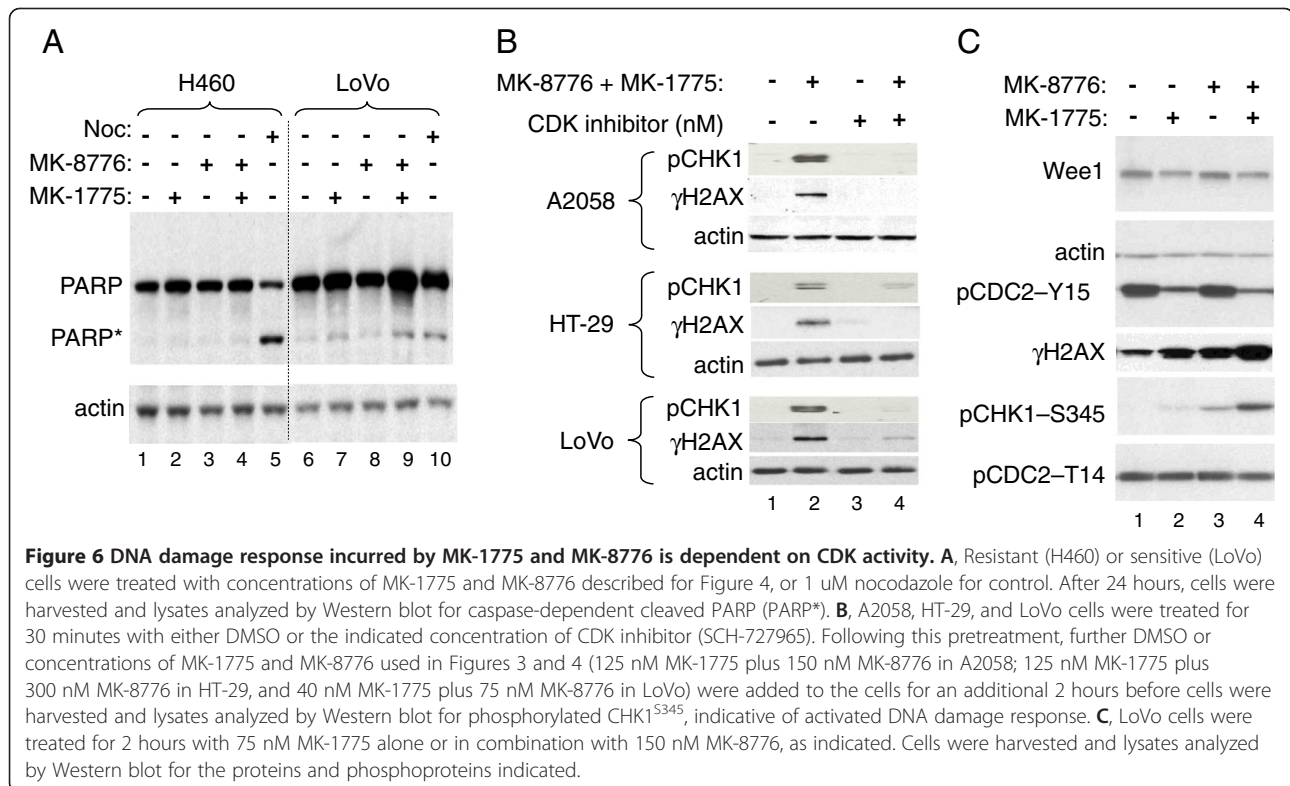 A
H460 LoVo
Noc: - - - - + - - - - +
MK-8776: - - + + - - - + + -
MK-1775: - + - + - - + - + -
PARP
PARP*
actin
1 2 3 4 5 6 7 8 9 10
B
MK-8776 + MK-1775: - + - +
CDK inhibitor (nM) - - + +
A2058
pCHK1
γH2AX
actin
HT-29
pCHK1
γH2AX
actin
LoVo
pCHK1
γH2AX
actin
1 2 3 4
C
MK-8776: - - + +
MK-1775: - + - +
Wee1
actin
pCDC2–Y15
γH2AX
pCHK1–S345
pCDC2–T14
1 2 3 4
Figure 6 DNA damage response incurred by MK-1775 and MK-8776 is dependent on CDK activity. A, Resistant (H460) or sensitive (LoVo)
cells were treated with concentrations of MK-1775 and MK-8776 described for Figure 4, or 1 uM nocodazole for control. After 24 hours, cells were
harvested and lysates analyzed by Western blot for caspase-dependent cleaved PARP (PARP*). B, A2058, HT-29, and LoVo cells were treated for
30 minutes with either DMSO or the indicated concentration of CDK inhibitor (SCH-727965). Following this pretreatment, further DMSO or
concentrations of MK-1775 and MK-8776 used in Figures 3 and 4 (125 nM MK-1775 plus 150 nM MK-8776 in A2058; 125 nM MK-1775 plus
300 nM MK-8776 in HT-29, and 40 nM MK-1775 plus 75 nM MK-8776 in LoVo) were added to the cells for an additional 2 hours before cells were
harvested and lysates analyzed by Western blot for phosphorylated CHK1S345, indicative of activated DNA damage response. C, LoVo cells were
treated for 2 hours with 75 nM MK-1775 alone or in combination with 150 nM MK-8776, as indicated. Cells were harvested and lysates analyzed
by Western blot for the proteins and phosphoproteins indicated.